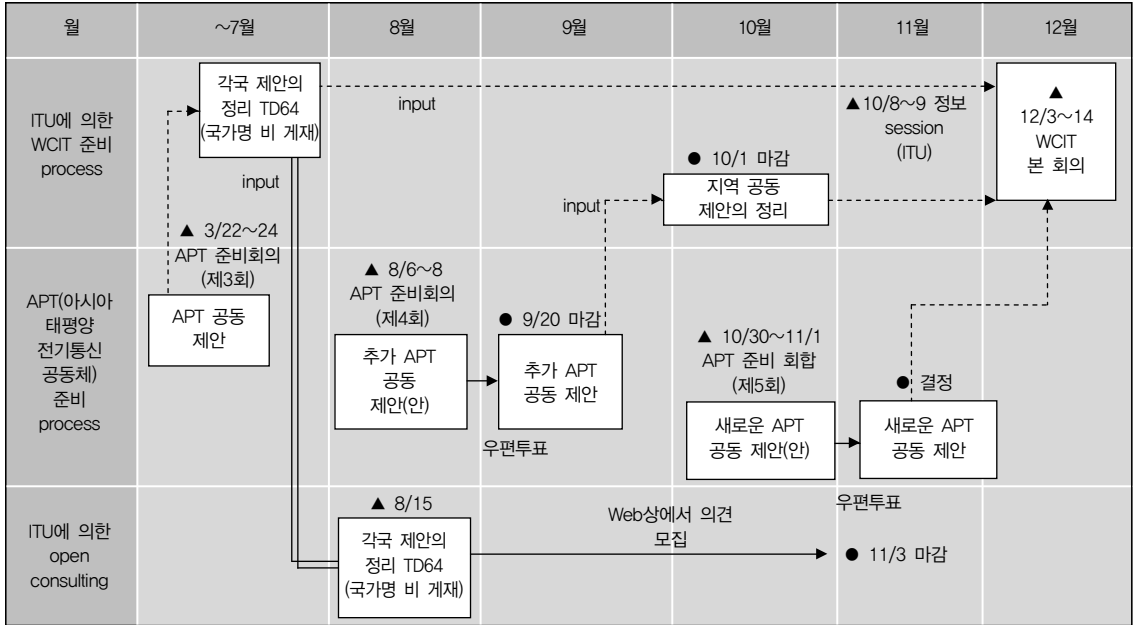 월
~7월
8월
9월
10월
11월
12월
ITU에 의한
WCIT 준비
process
각국 제안의
정리 TD64
(국가명 비 게재)
input
input
▲ 3/22~24
APT 준비회의
(제3회)
● 10/1 마감
지역 공동
제안의 정리
input
▲10/8~9 정보
session
(ITU)
▲
12/3~14
WCIT
본 회의
APT(아시아
태평양
전기통신
공동체)
준비
process
APT 공동
제안
▲ 8/6~8
APT 준비회의
(제4회)
추가 APT
공동
제안(안)
● 9/20 마감
추가 APT
공동 제안
우편투표
▲ 10/30~11/1
APT 준비 회합
(제5회)
새로운 APT
공동 제안(안)
● 결정
새로운 APT
공동 제안
우편투표
ITU에 의한
open
consulting
▲ 8/15
각국 제안의
정리 TD64
(국가명 비 게재)
Web상에서 의견
모집
● 11/3 마감